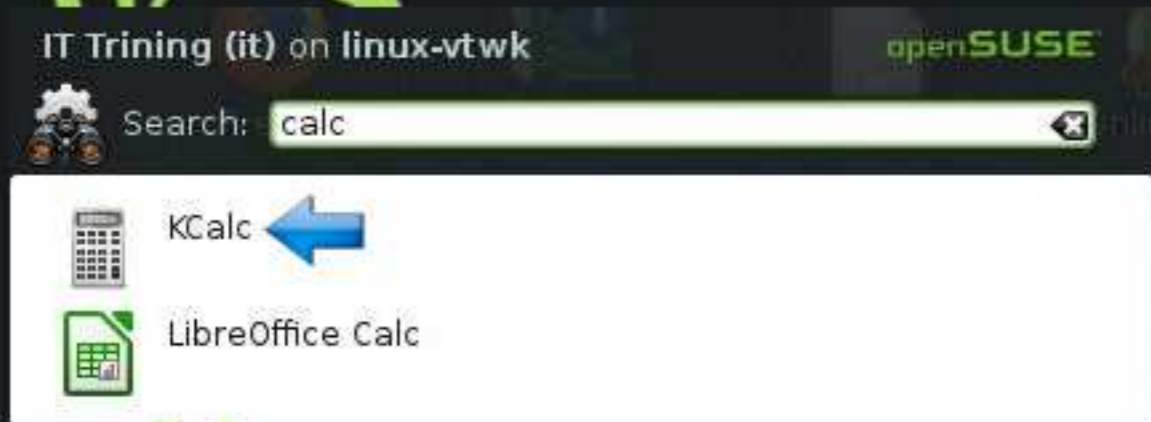 IT Trining (it) on linux-vtwk openSUSE
Search: calc
KCalc
LibreOffice Calc